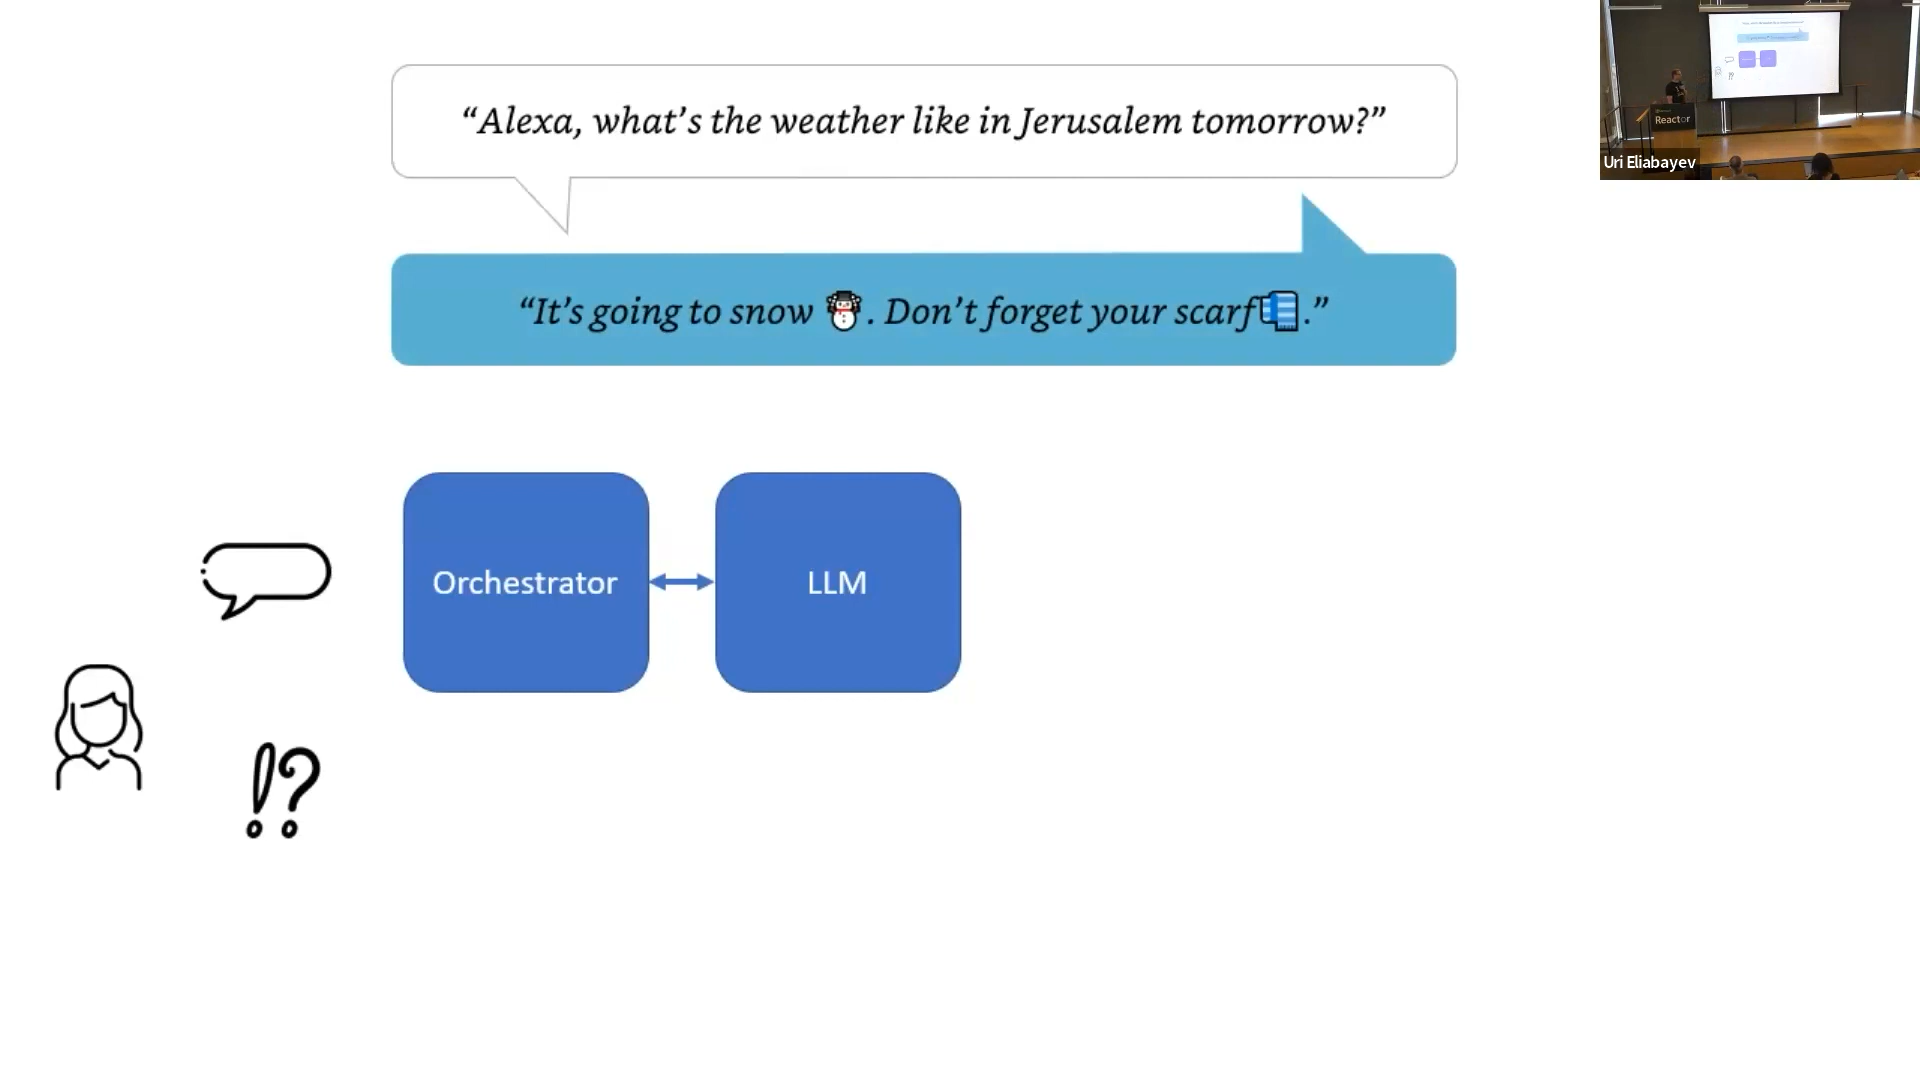 “Alexa, what’s the weather like in Jerusalem tomorrow?”
“It’s going to snow ☃. Don’t forget your scarf🧣.”
Orchestrator
LLM
!?
Reactor
Uri Eliabayev